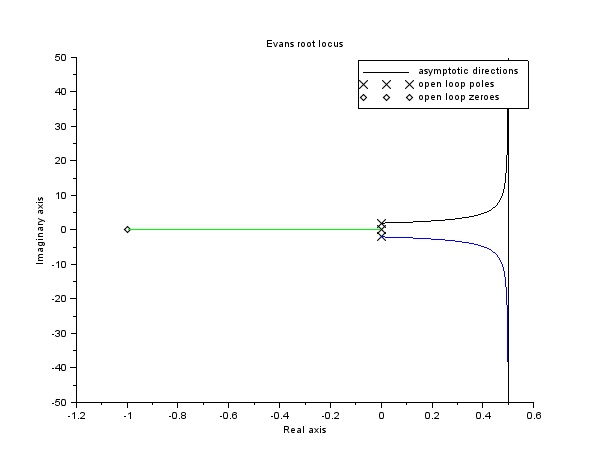 Evans root locus
asymptotic directions
open loop poles
open loop zeroes
Imaginary axis
50
40
30
20
10
0
-10
-20
-30
-40
-50
-1.2 -1 -0.8 -0.6 -0.4 -0.2 0 0.2 0.4 0.6
Real axis